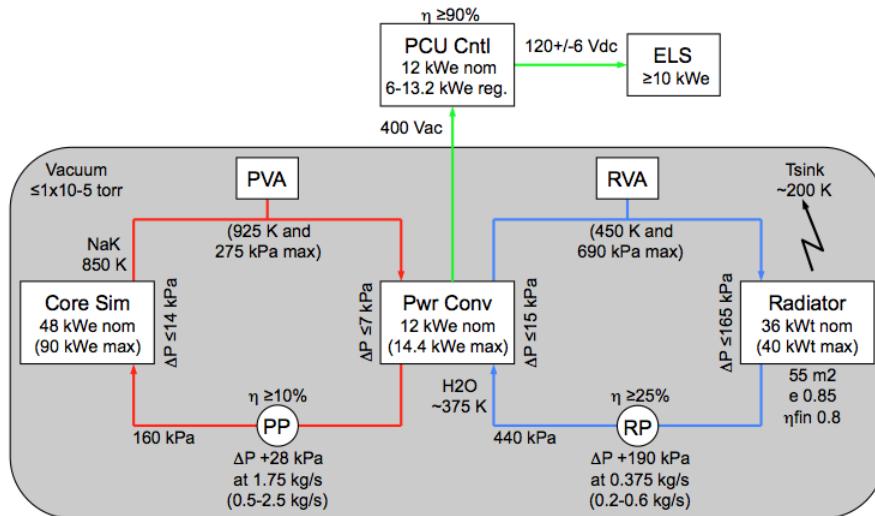 η ≥90%
PCU Cntl
12 kWe nom
6-13.2 kWe reg.
120+/-6 Vdc
ELS
≥10 kWe
400 Vac
Vacuum
≤1x10-5 torr
PVA
RVA
Tsink
~200 K
(925 K and
275 kPa max)
(450 K and
690 kPa max)
NaK
850 K
Core Sim
48 kWe nom
(90 kWe max)
ΔP ≤14 kPa
ΔP ≤7 kPa
Pwr Conv
12 kWe nom
(14.4 kWe max)
ΔP ≤15 kPa
ΔP ≤165 kPa
Radiator
36 kWt nom
(40 kWt max)
55 m2
e 0.85
ηfin 0.8
H2O
~375 K
η ≥10%
PP
160 kPa
ΔP +28 kPa
at 1.75 kg/s
(0.5-2.5 kg/s)
η ≥25%
RP
440 kPa
ΔP +190 kPa
at 0.375 kg/s
(0.2-0.6 kg/s)